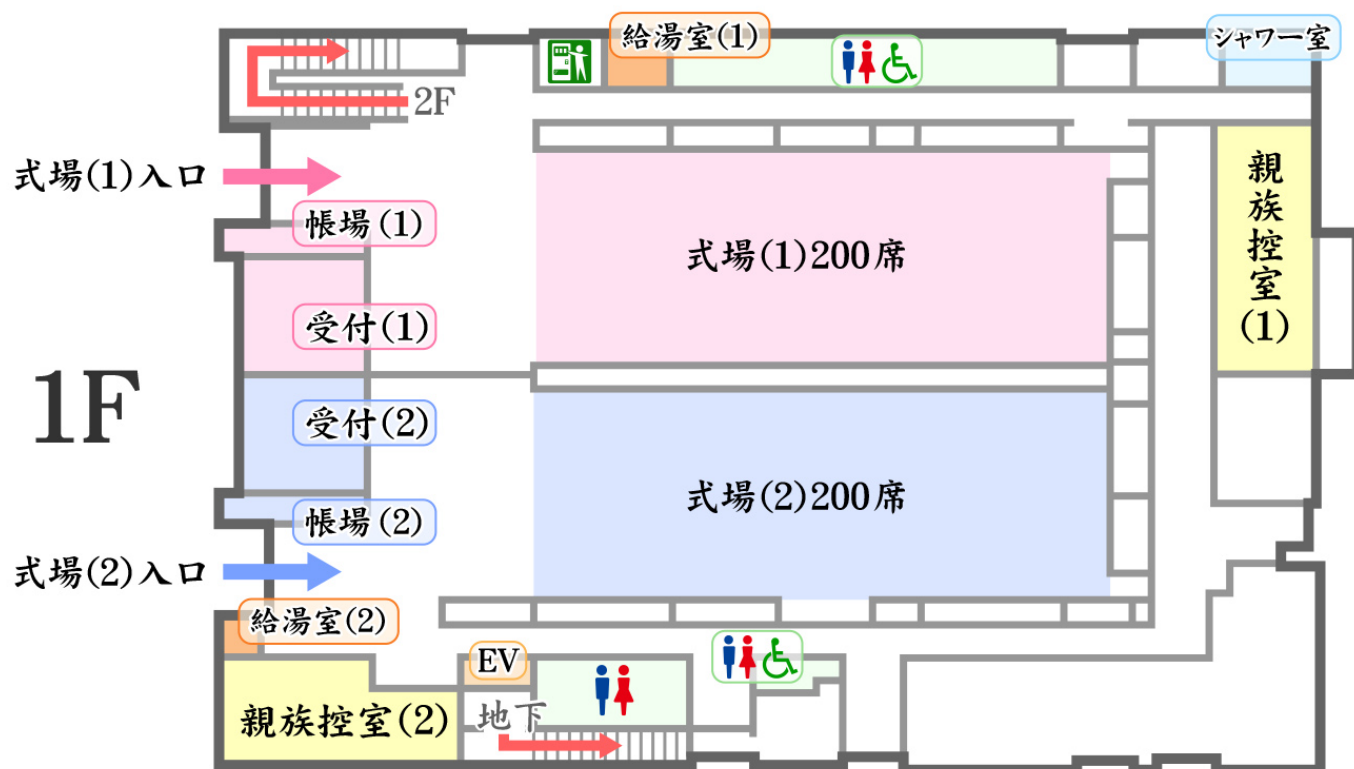 給湯室(1)
シャワー室
2F
式場(1)入口
帳場(1)
式場(1)200席
親族控室(1)
受付(1)
1F
受付(2)
式場(2)200席
帳場(2)
式場(2)入口
給湯室(2)
EV
親族控室(2)
地下